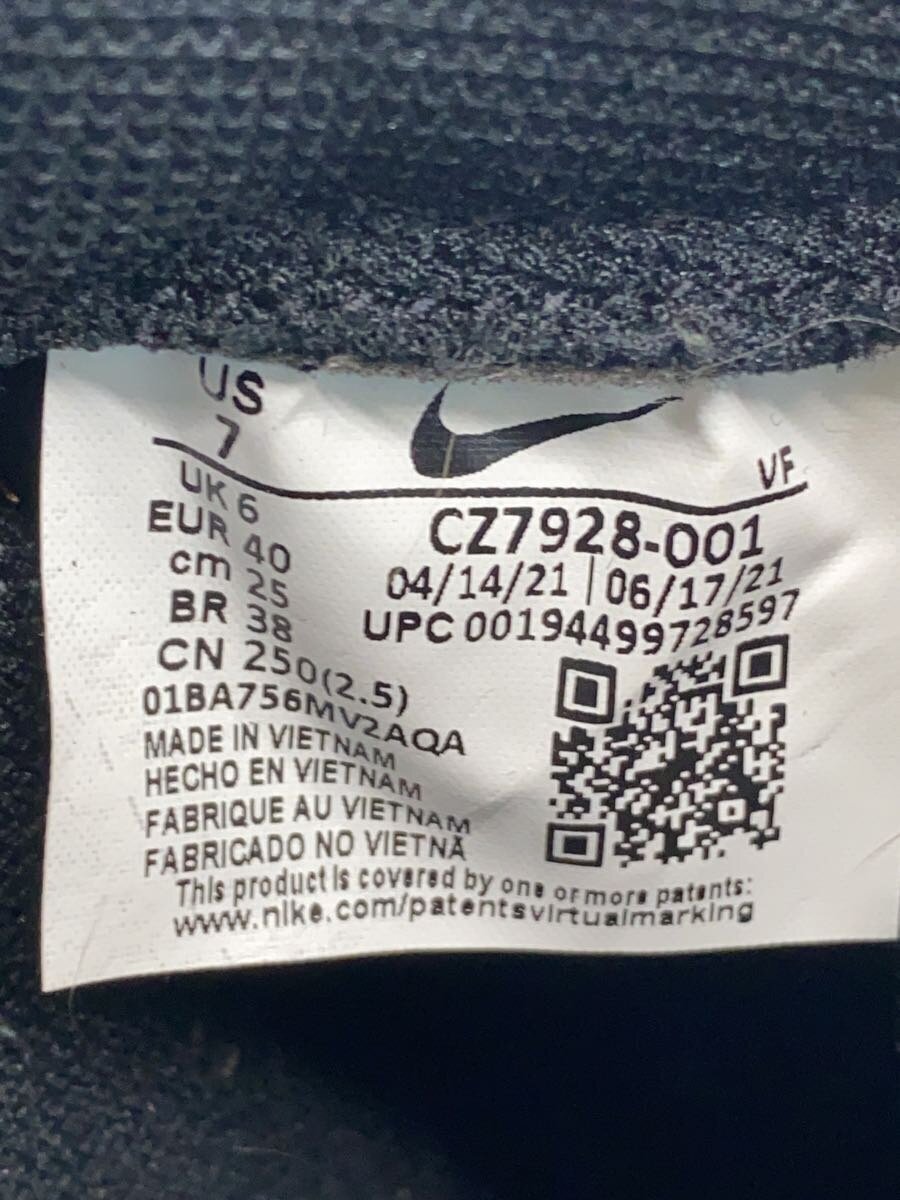 US
7
VF
UK 6
EUR 40
cm 25
BR 38
CN 250(2.5)
CZ7928-001
04/14/21 | 06/17/21
UPC 00194499728597
01BA756MV2AQA
MADE IN VIETNAM
HECHO EN VIETNAM
FABRIQUE AU VIETNAM
FABRICADO NO VIETNÃ
This product is covered by one or more patents:
www.nike.com/patentsvirtualmarking